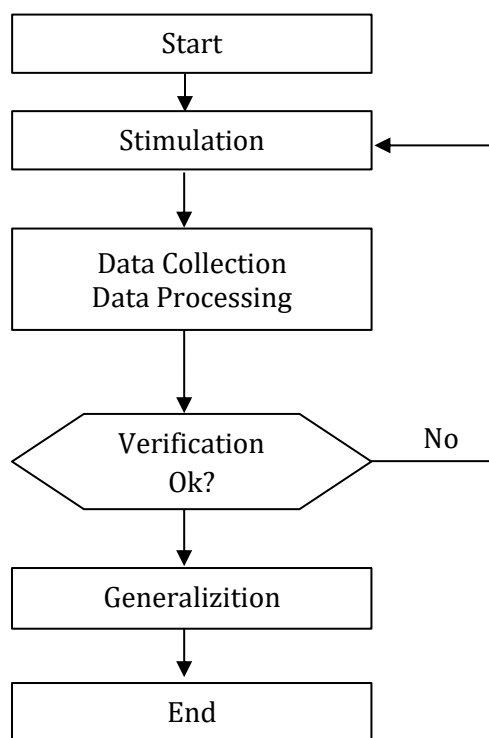 Start
Stimulation
Data Collection
Data Processing
Verification
Ok?
No
Generalizition
End